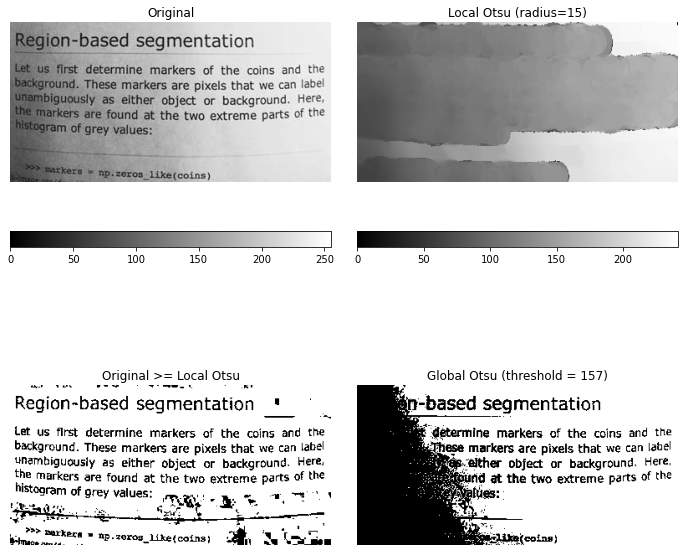 Original
Local Otsu (radius=15)
Region-based segmentation
Let us first determine markers of the coins and the
background. These markers are pixels that we can label
unambiguously as either object or background. Here,
the markers are found at the two extreme parts of the
histogram of grey values:
>>> markers = np.zeros_like(coins)
0 50 100 150 200 250
0 50 100 150 200
Original >= Local Otsu
Global Otsu (threshold = 157)
Region-based segmentation
Let us first determine markers of the coins and the
background. These markers are pixels that we can label
unambiguously as either object or background. Here,
the markers are found at the two extreme parts of the
histogram of grey values:
>>> markers = np.zeros_like(coins)
n-based segmentation
determine markers of the coins and the
These markers are pixels that we can label
as either object or background. Here,
found at the two extreme parts of the
values:
like(coins)